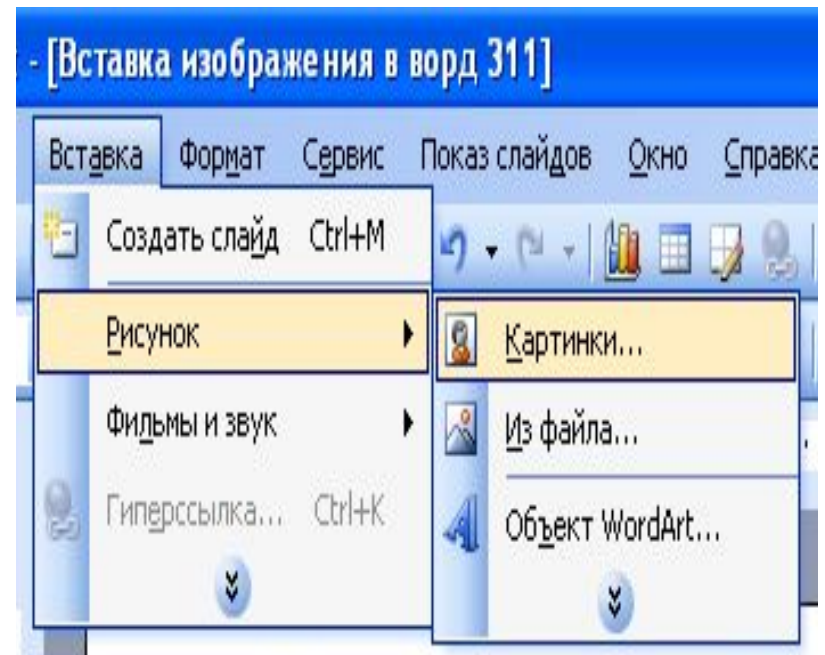 - [Вставка изображения в ворд 311]
Вставка Формат Сервис Показ слайдов Окно Справка
Создать слайд Ctrl+M
Рисунок
Картинки...
Фильмы и звук
Из файла...
Гиперссылка... Ctrl+K
Объект WordArt...